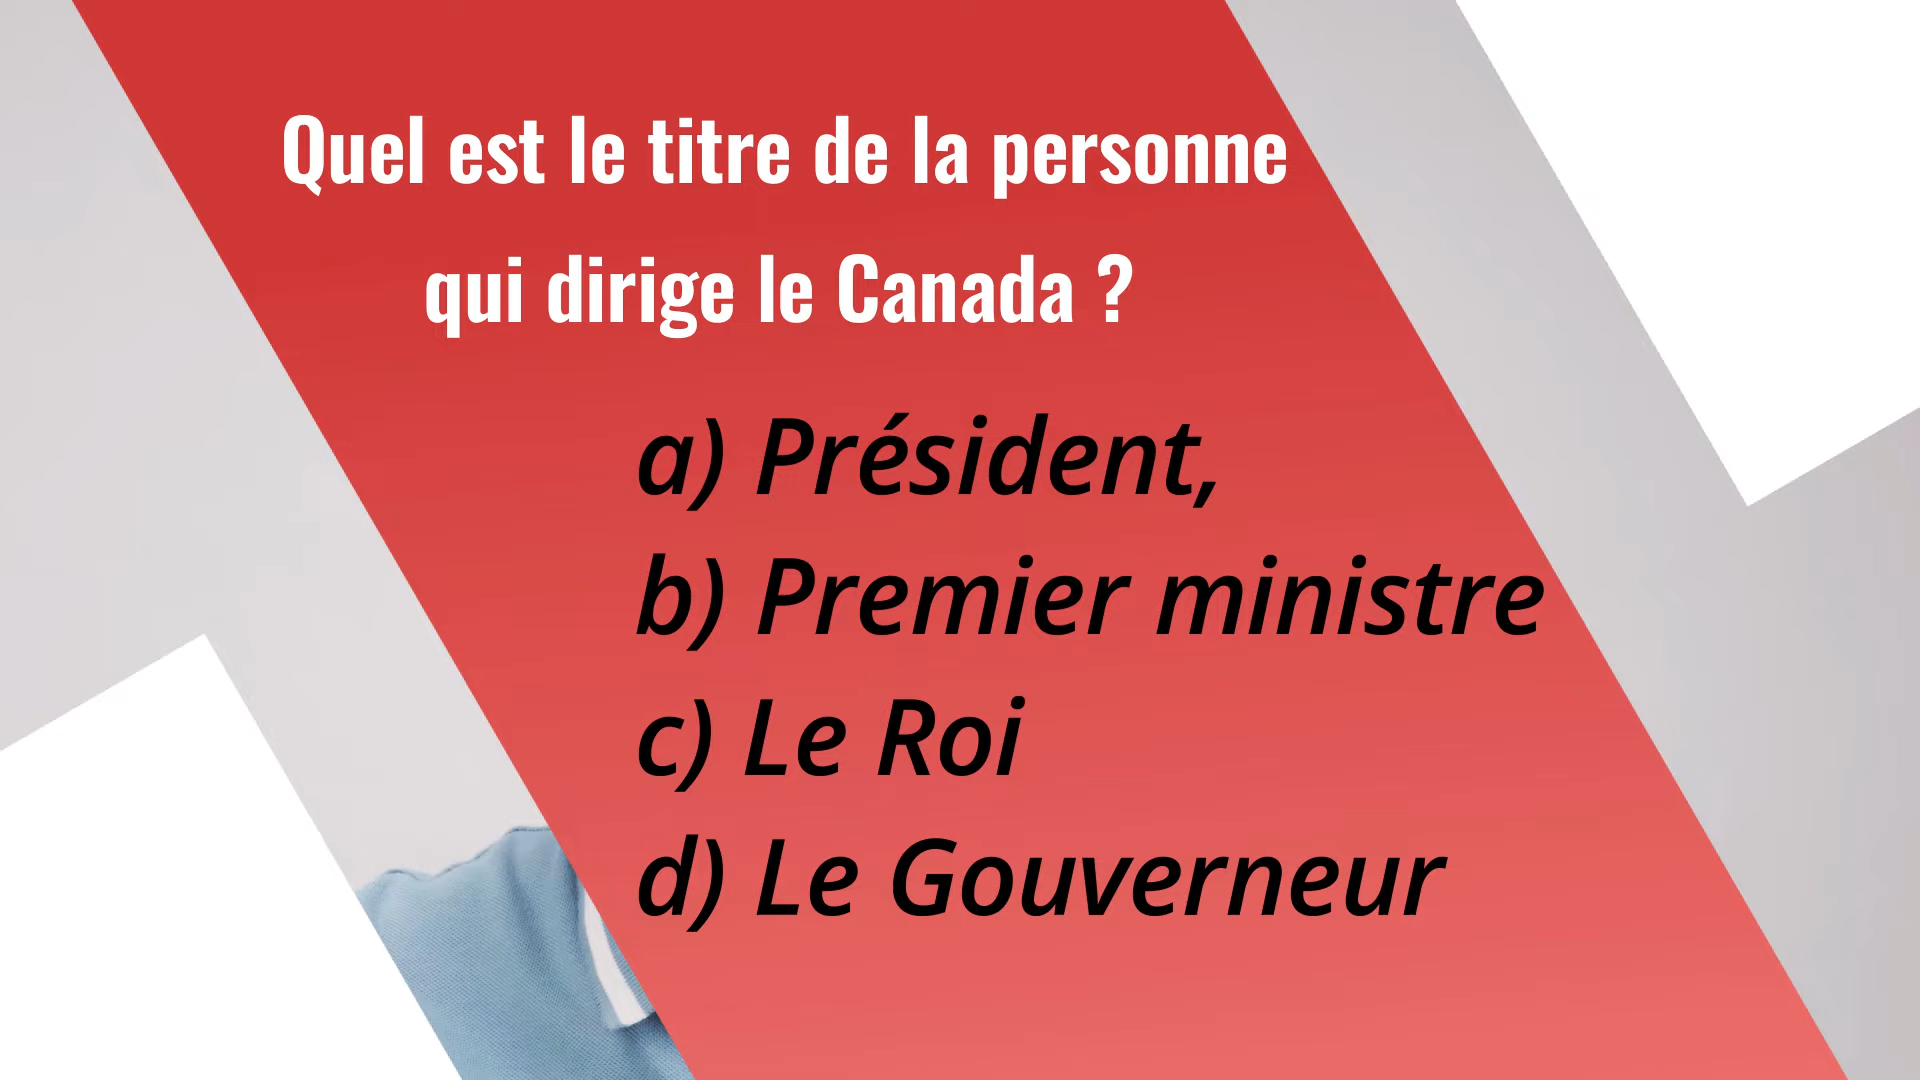 Quel est le titre de la personne
qui dirige le Canada ?
a) Président,
b) Premier ministre
c) Le Roi
d) Le Gouverneur